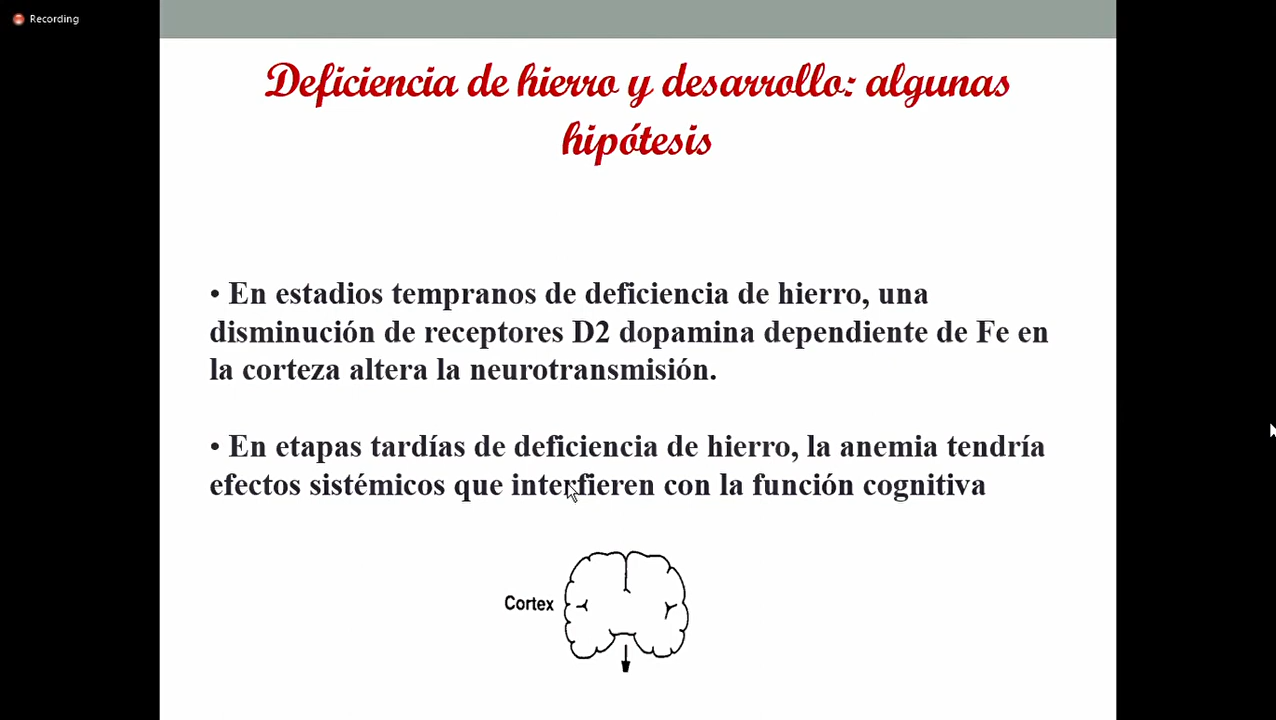 Recording
Deficiencia de hierro y desarrollo: algunas
hipótesis
• En estadios tempranos de deficiencia de hierro, una
disminución de receptores D2 dopamina dependiente de Fe en
la corteza altera la neurotransmisión.
• En etapas tardías de deficiencia de hierro, la anemia tendría
efectos sistémicos que interfieren con la función cognitiva
Cortex